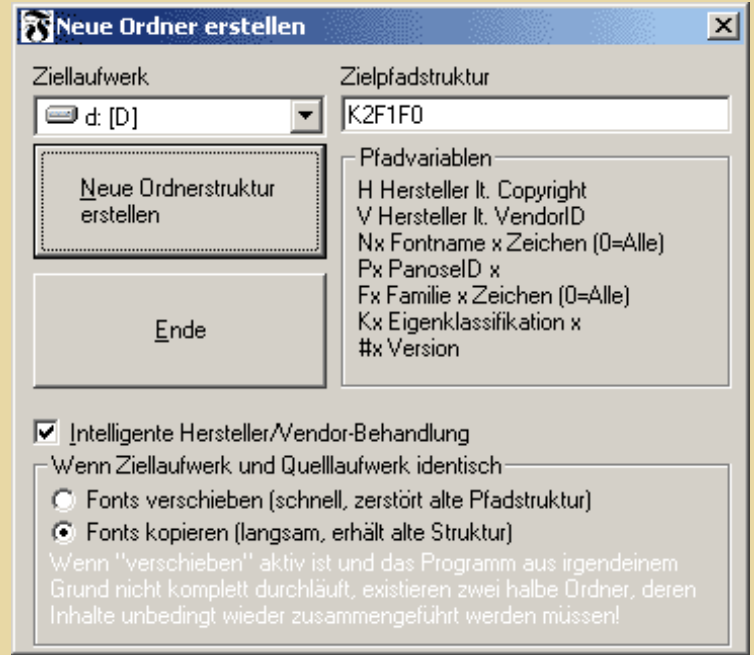 Neue Ordner erstellen
Ziellaufwerk
d: [D]
Neue Ordnerstruktur
erstellen
Ende
Zielpfadstruktur
K2F1F0
Pfadvariablen
H Hersteller lt. Copyright
V Hersteller lt. VendorID
Nx Fontname x Zeichen (0=Alle)
Px PanoseID x
Fx Familie x Zeichen (0=Alle)
Kx Eigenklassifikation x
#x Version
Intelligente Hersteller/Vendor-Behandlung
Wenn Ziellaufwerk und Quelllaufwerk identisch
Fonts verschieben (schnell, zerstört alte Pfadstruktur)
Fonts kopieren (langsam, erhält alte Struktur)
Wenn "verschieben" aktiv ist und das Programm aus irgendeinem
Grund nicht komplett durchläuft, existieren zwei halbe Ordner, deren
Inhalte unbedingt wieder zusammengeführt werden müssen!